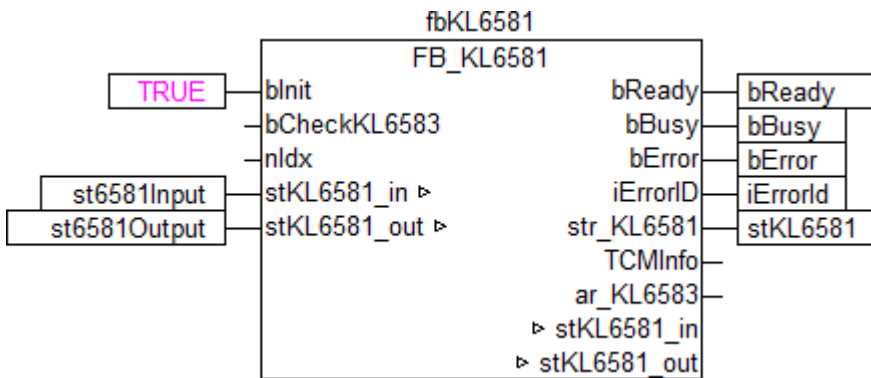 fbKL6581
FB_KL6581
TRUE bInit bReady bReady
bCheckKL6583 bBusy bBusy
nIdx bError bError
st6581Input stKL6581_in iErrorID iErrorId
st6581Output stKL6581_out str_KL6581 stKL6581
TCMInfo
ar_KL6583
stKL6581_in
stKL6581_out